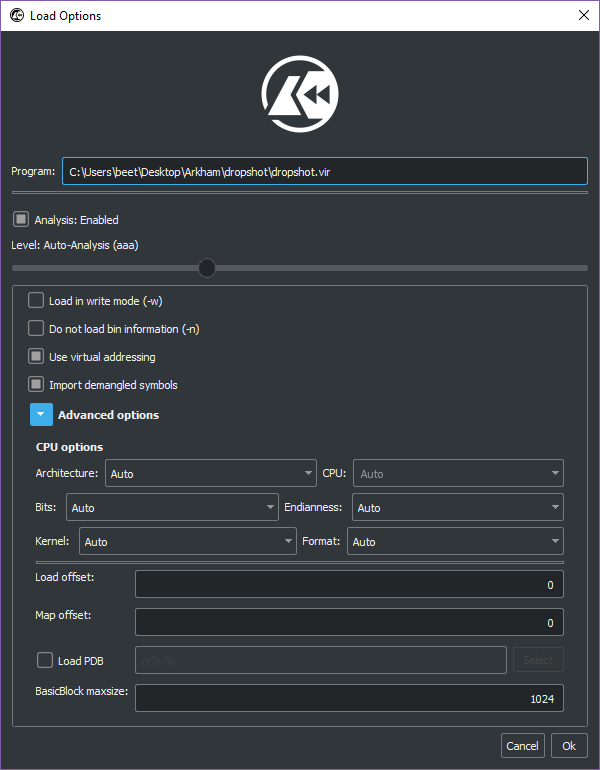 Load Options
Program: C:\Users\beet\Desktop\Arkham\dropshot\dropshot.vir
Analysis: Enabled
Level: Auto-Analysis (aaa)
Load in write mode (-w)
Do not load bin information (-n)
Use virtual addressing
Import demangled symbols
Advanced options
CPU options
Architecture: Auto CPU: Auto
Bits: Auto Endianness: Auto
Kernel: Auto Format: Auto
Load offset: 0
Map offset: 0
Load PDB pdb file Select
BasicBlock maxsize: 1024
Cancel Ok